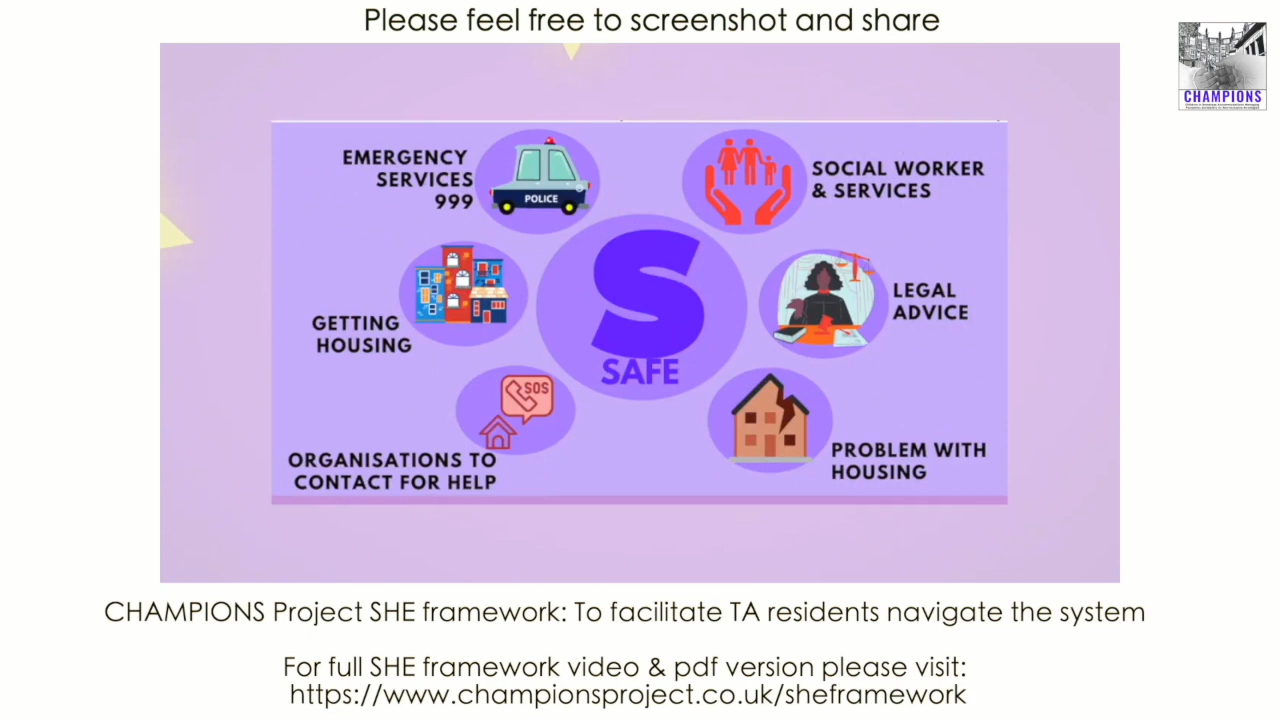 Please feel free to screenshot and share
CHAMPIONS
EMERGENCY
SERVICES
999
POLICE
SOCIAL WORKER
& SERVICES
S
SAFE
GETTING
HOUSING
LEGAL
ADVICE
SOS
ORGANISATIONS TO
CONTACT FOR HELP
PROBLEM WITH
HOUSING
CHAMPIONS Project SHE framework: To facilitate TA residents navigate the system
For full SHE framework video & pdf version please visit:
https://www.championsproject.co.uk/sheframework